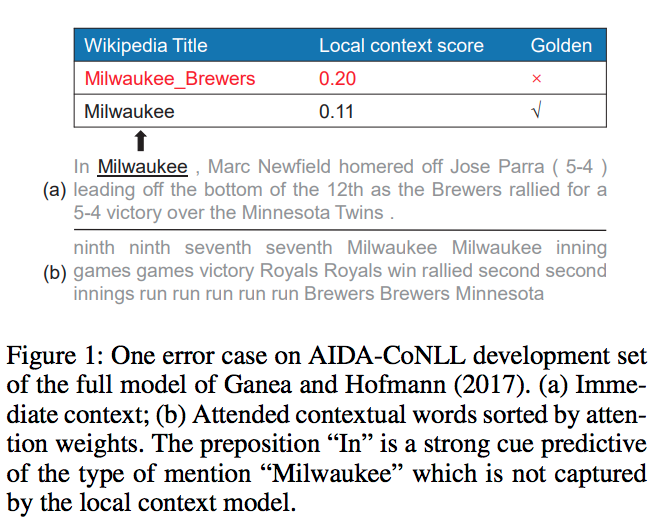 Wikipedia Title Local context score Golden
Milwaukee_Brewers 0.20 ×
Milwaukee 0.11 √
In Milwaukee , Marc Newfield homered off Jose Parra ( 5-4 )
(a) leading off the bottom of the 12th as the Brewers rallied for a
5-4 victory over the Minnesota Twins .
ninth ninth seventh seventh Milwaukee Milwaukee inning
(b) games games victory Royals Royals win rallied second second
innings run run run run run Brewers Brewers Minnesota
Figure 1: One error case on AIDA-CoNLL development set
of the full model of Ganea and Hofmann (2017). (a) Imme-
diate context; (b) Attended contextual words sorted by atten-
tion weights. The preposition “In” is a strong cue predictive
of the type of mention “Milwaukee” which is not captured
by the local context model.